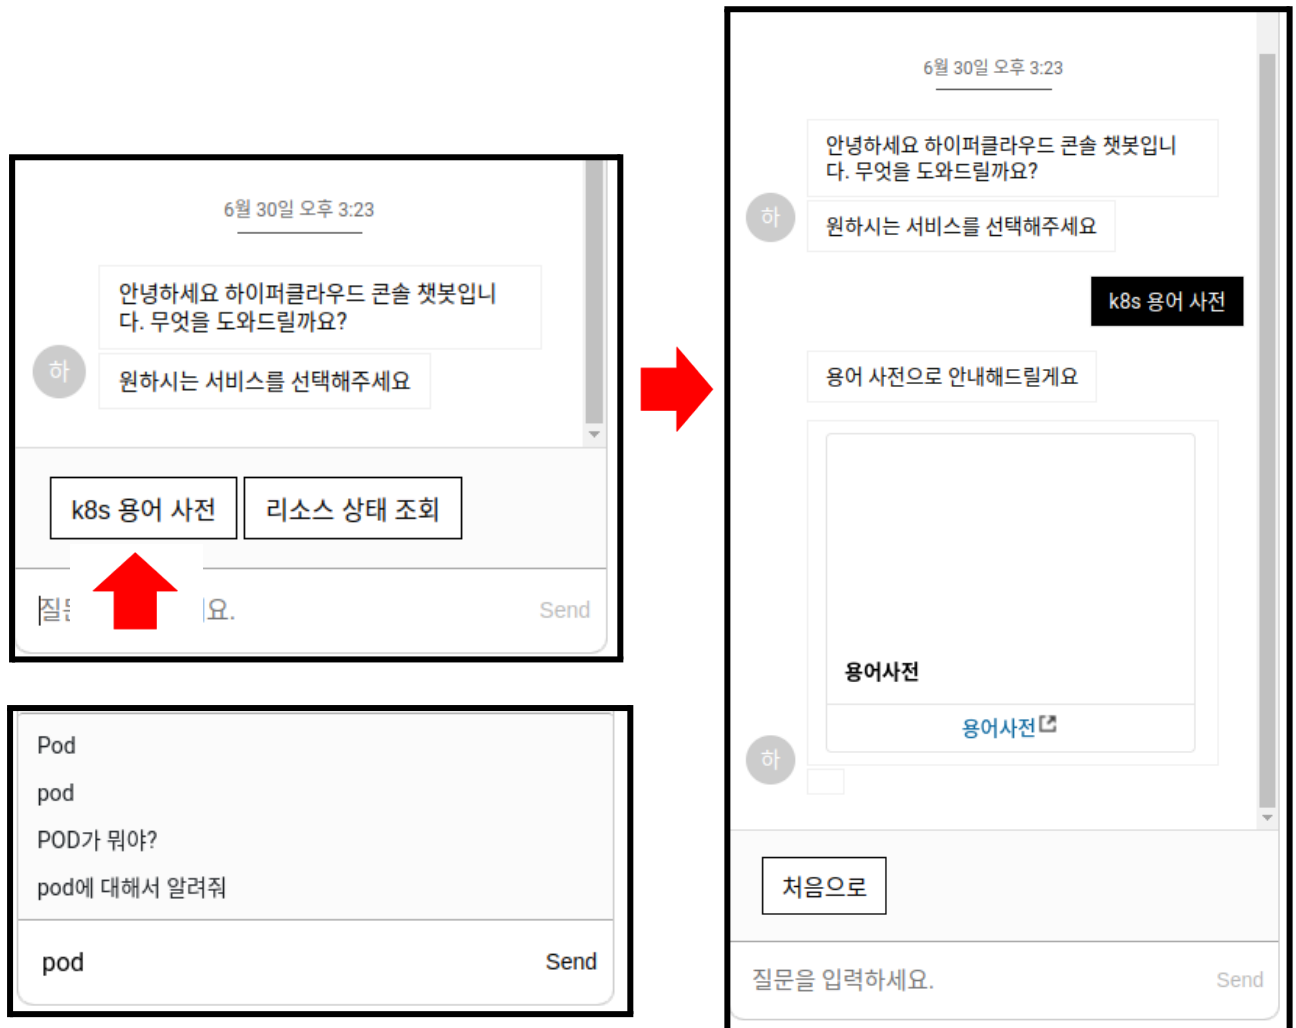 6월 30일 오후 3:23
안녕하세요 하이퍼클라우드 콘솔 챗봇입니
다. 무엇을 도와드릴까요?
하
원하시는 서비스를 선택해주세요
k8s 용어 사전
리소스 상태 조회
요.
Send
Pod
pod
POD가 뭐야?
pod에 대해서 알려줘
pod
Send
6월 30일 오후 3:23
안녕하세요 하이퍼클라우드 콘솔 챗봇입니
다. 무엇을 도와드릴까요?
하
원하시는 서비스를 선택해주세요
k8s 용어 사전
용어 사전으로 안내해드릴게요
용어사전
용어사전
하
처음으로
질문을 입력하세요.
Send